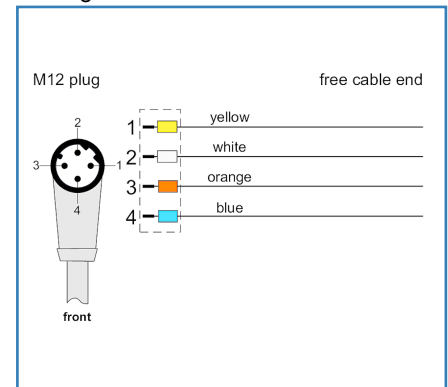 M12 plug
free cable end
2
3
1
4
1
yellow
2
white
3
orange
4
blue
front